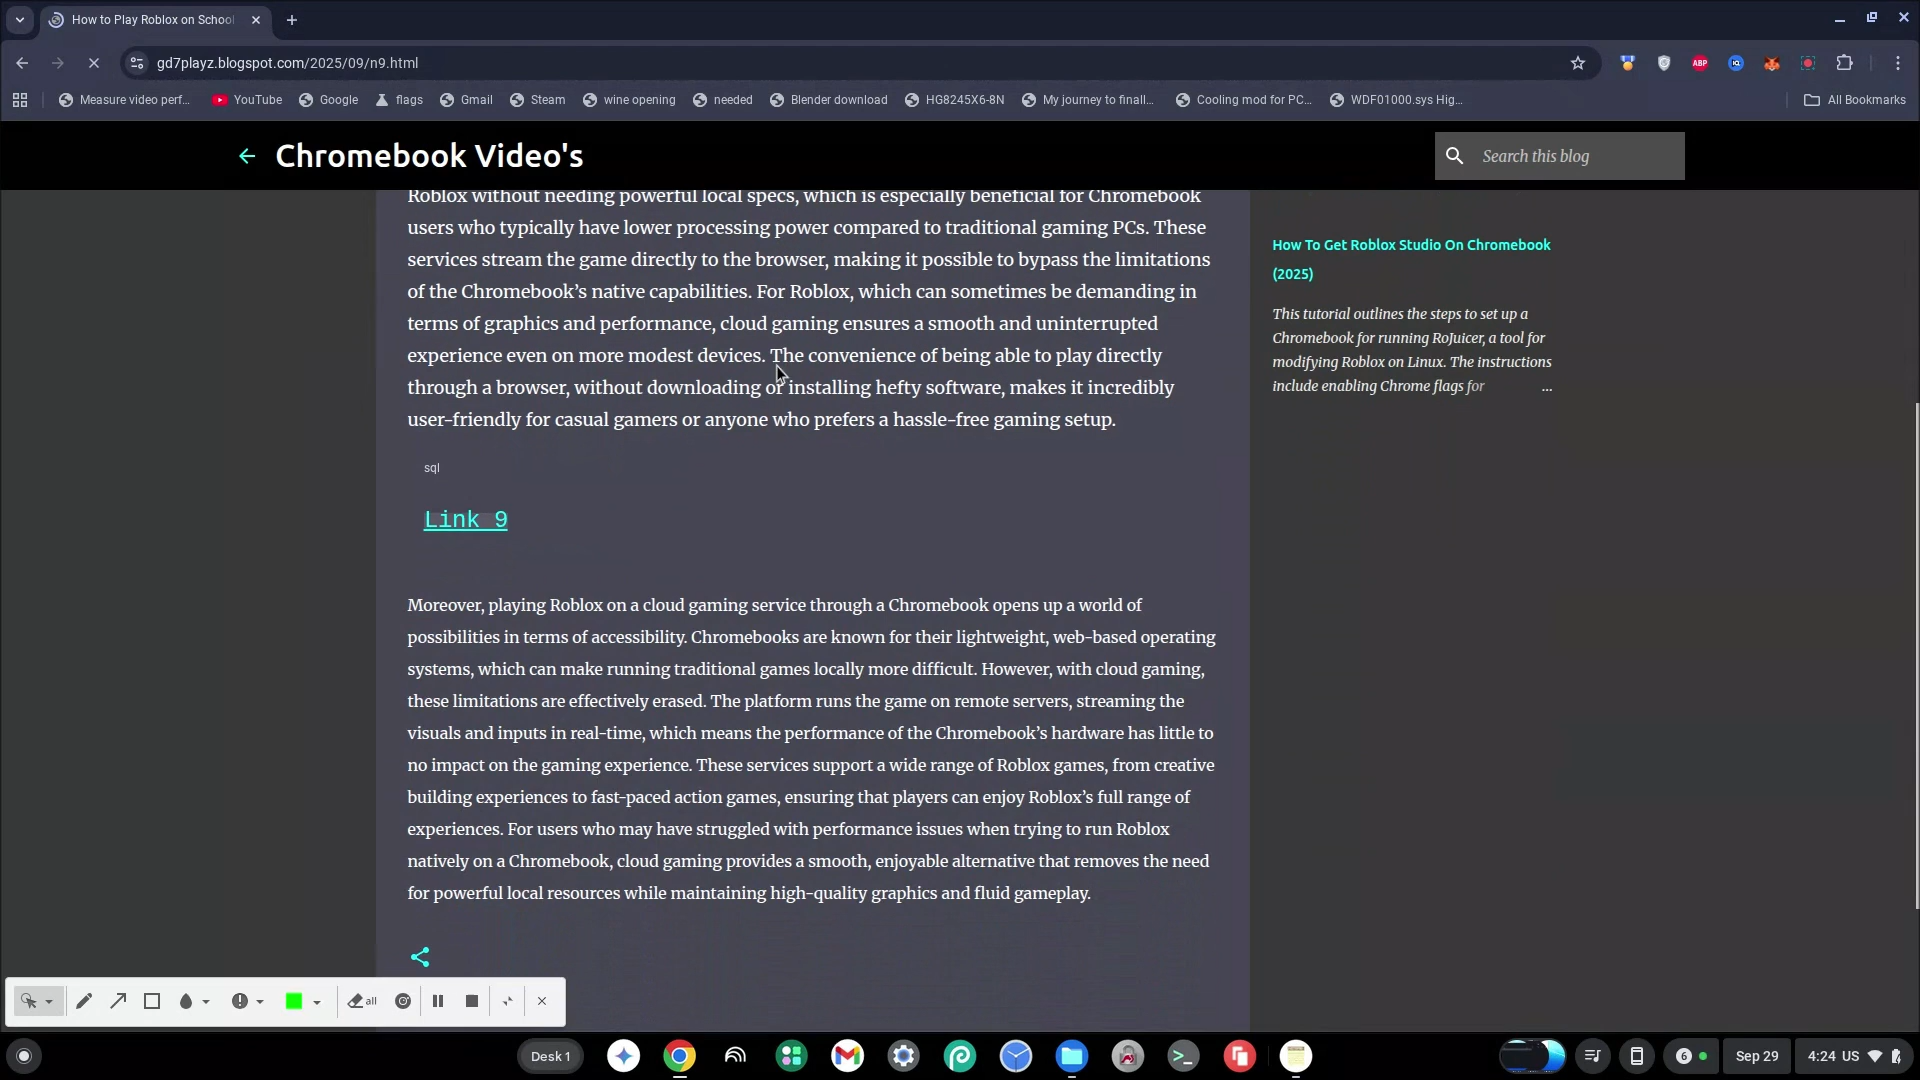 How to Play Roblox on School
gd7playz.blogspot.com/2025/09/n9.html
ABP
Measure video perf...
YouTube
Google
flags
Gmail
Steam
wine opening
needed
Blender download
HG8245X6-8N
My journey to finall...
Cooling mod for PC...
WDF01000.sys Hig...
All Bookmarks
Chromebook Video's
Search this blog
Roblox without needing powerful local specs, which is especially beneficial for Chromebook
users who typically have lower processing power compared to traditional gaming PCs. These
services stream the game directly to the browser, making it possible to bypass the limitations
of the Chromebook’s native capabilities. For Roblox, which can sometimes be demanding in
terms of graphics and performance, cloud gaming ensures a smooth and uninterrupted
experience even on more modest devices. The convenience of being able to play directly
through a browser, without downloading or installing hefty software, makes it incredibly
user-friendly for casual gamers or anyone who prefers a hassle-free gaming setup.
sql
Link 9
Moreover, playing Roblox on a cloud gaming service through a Chromebook opens up a world of
possibilities in terms of accessibility. Chromebooks are known for their lightweight, web-based operating
systems, which can make running traditional games locally more difficult. However, with cloud gaming,
these limitations are effectively erased. The platform runs the game on remote servers, streaming the
visuals and inputs in real-time, which means the performance of the Chromebook’s hardware has little to
no impact on the gaming experience. These services support a wide range of Roblox games, from creative
building experiences to fast-paced action games, ensuring that players can enjoy Roblox’s full range of
experiences. For users who may have struggled with performance issues when trying to run Roblox
natively on a Chromebook, cloud gaming provides a smooth, enjoyable alternative that removes the need
for powerful local resources while maintaining high-quality graphics and fluid gameplay.
How To Get Roblox Studio On Chromebook
(2025)
This tutorial outlines the steps to set up a
Chromebook for running RoJuicer, a tool for
modifying Roblox on Linux. The instructions
include enabling Chrome flags for ...
all
Desk 1
6
Sep 29
4:24 US